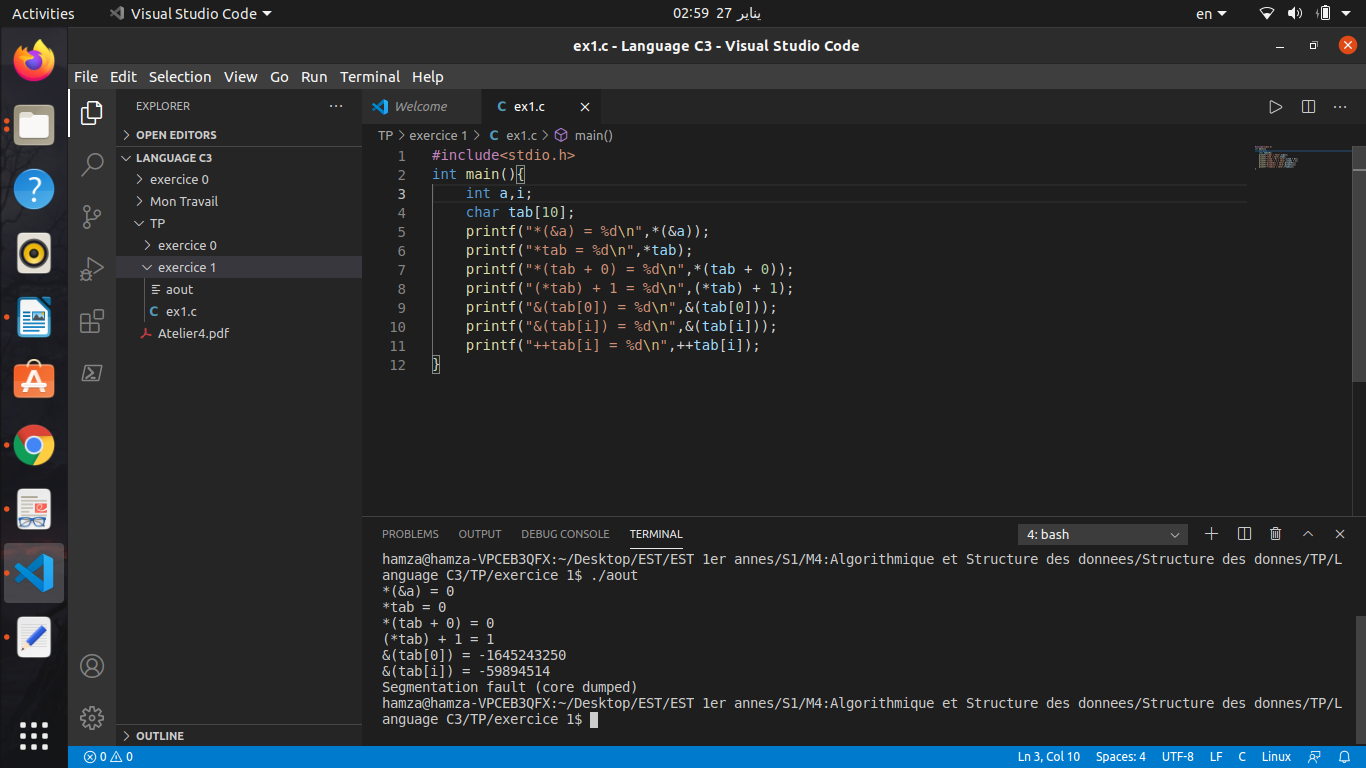 Activities Visual Studio Code 02:59 27 يناير en
ex1.c - Language C3 - Visual Studio Code
File Edit Selection View Go Run Terminal Help
EXPLORER
OPEN EDITORS
LANGUAGE C3
exercice 0
Mon Travail
TP
exercice 0
exercice 1
aout
C ex1.c
Atelier4.pdf
OUTLINE
Welcome C ex1.c
TP > exercice 1 > C ex1.c > main()
1 #include<stdio.h>
2 int main(){
3 int a,i;
4 char tab[10];
5 printf("*(&a) = %d\n",*(&a));
6 printf("*tab = %d\n",*tab);
7 printf("*(tab + 0) = %d\n",*(tab + 0));
8 printf("(*tab) + 1 = %d\n",(*tab) + 1);
9 printf("&(tab[0]) = %d\n",&(tab[0]));
10 printf("&(tab[i]) = %d\n",&(tab[i]));
11 printf("++tab[i] = %d\n",++tab[i]);
12 }
PROBLEMS OUTPUT DEBUG CONSOLE TERMINAL 4: bash
hamza@hamza-VPCEB3QFX:~/Desktop/EST/EST 1er annes/S1/M4:Algorithmique et Structure des donnees/Structure des donnes/TP/L
anguage C3/TP/exercice 1$ ./aout
*(&a) = 0
*tab = 0
*(tab + 0) = 0
(*tab) + 1 = 1
&(tab[0]) = -1645243250
&(tab[i]) = -59894514
Segmentation fault (core dumped)
hamza@hamza-VPCEB3QFX:~/Desktop/EST/EST 1er annes/S1/M4:Algorithmique et Structure des donnees/Structure des donnes/TP/L
anguage C3/TP/exercice 1$
0 0 Ln 3, Col 10 Spaces: 4 UTF-8 LF C Linux